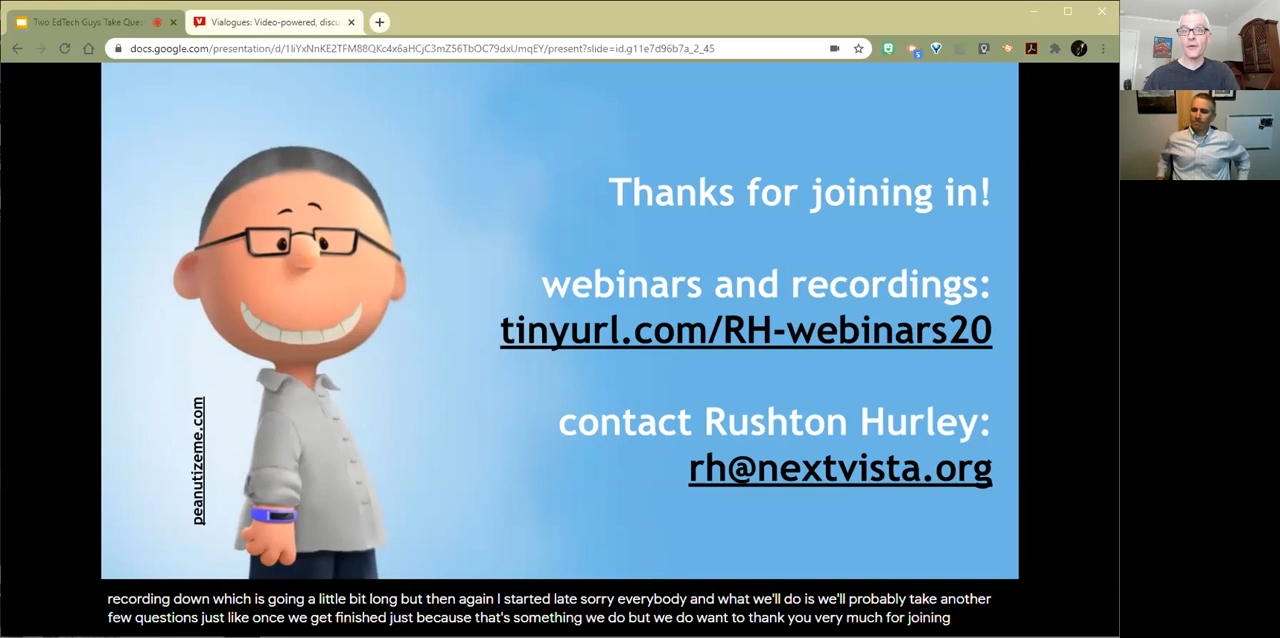 Two EdTech Guys Take Que
Vialogues: Video-powered, discu
docs.google.com/presentation/d/1IiYxNnKE2TFM88QKc4x6aHCjC3mZ56TbOC79dxUmqEY/present?slide=id.g11e7d96b7a_2_45
Thanks for joining in!
webinars and recordings:
tinyurl.com/RH-webinars20
contact Rushton Hurley:
rh@nextvista.org
peanutizeme.com
recording down which is going a little bit long but then again I started late sorry everybody and what we'll do is we'll probably take another
few questions just like once we get finished just because that's something we do but we do want to thank you very much for joining